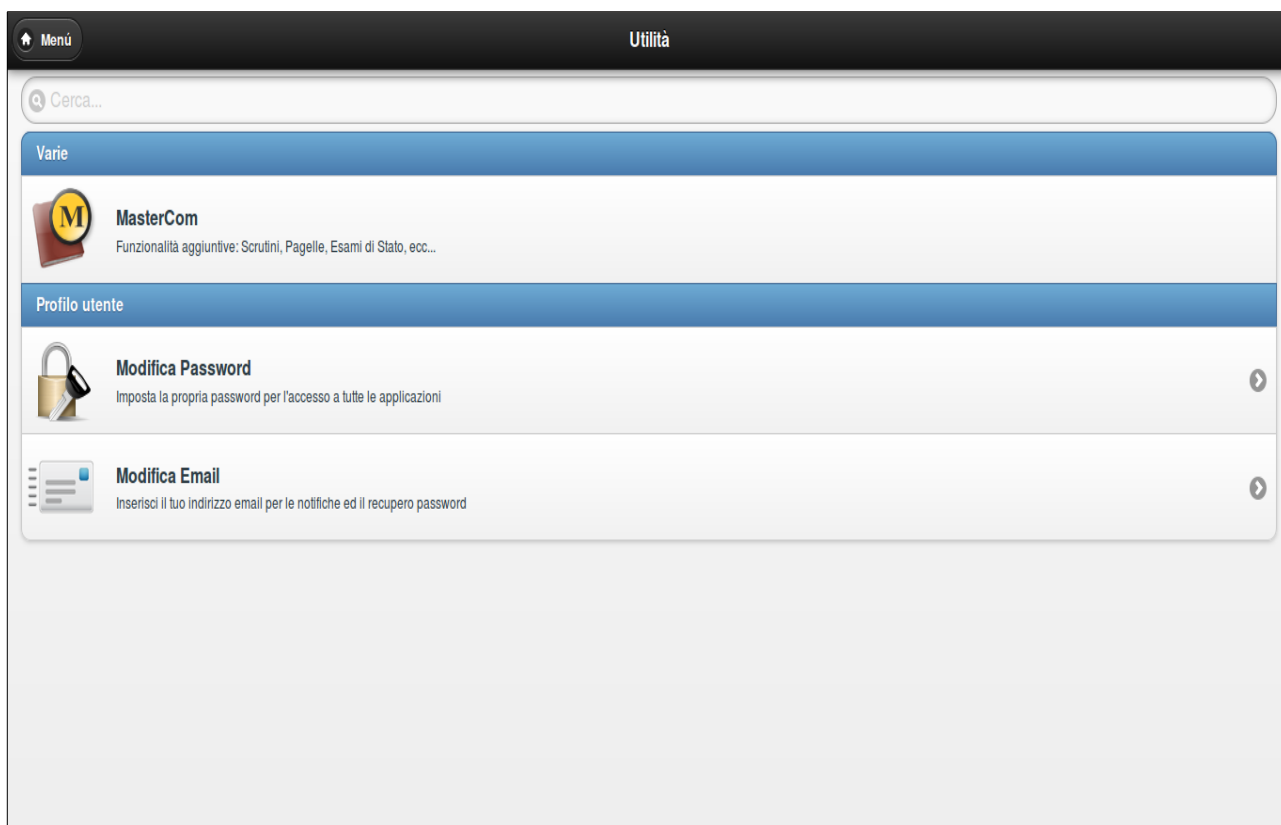 Menú
Utilità
Cerca...
Varie
M
MasterCom
Funzionalità aggiuntive: Scrutini, Pagelle, Esami di Stato, ecc...
Profilo utente
Modifica Password
Imposta la propria password per l'accesso a tutte le applicazioni
Modifica Email
Inserisci il tuo indirizzo email per le notifiche ed il recupero password